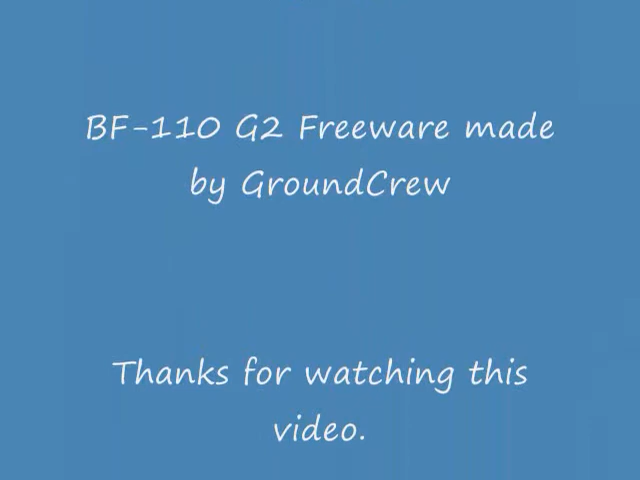 BF-110 G2 Freeware made
by GroundCrew
Thanks for watching this
video.